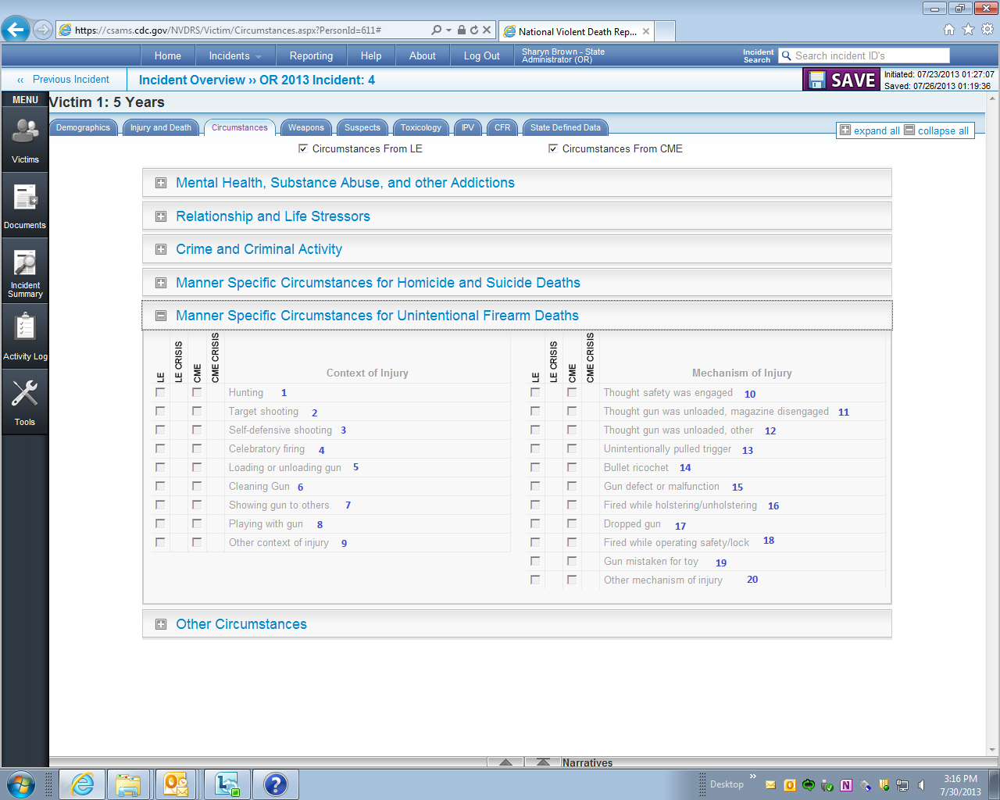 https://csams.cdc.gov/NVDRS/Victim/Circumstances.aspx?PersonId=611#
National Violent Death Rep...
Home
Incidents
Reporting
Help
About
Log Out
Sharyn Brown - State
Administrator (OR)
Incident
Search
Search incident ID's
‹‹ Previous Incident
Incident Overview ›› OR 2013 Incident: 4
SAVE
Initiated: 07/23/2013 01:27:07
Saved: 07/26/2013 01:19:36
MENU
Victims
Documents
Incident
Summary
Activity Log
Tools
Victim 1: 5 Years
Demographics
Injury and Death
Circumstances
Weapons
Suspects
Toxicology
IPV
CFR
State Defined Data
expand all
collapse all
Circumstances From LE
Circumstances From CME
Mental Health, Substance Abuse, and other Addictions
Relationship and Life Stressors
Crime and Criminal Activity
Manner Specific Circumstances for Homicide and Suicide Deaths
Manner Specific Circumstances for Unintentional Firearm Deaths
LE
LE CRISIS
CME
CME CRISIS
Context of Injury
Hunting 1
Target shooting 2
Self-defensive shooting 3
Celebratory firing 4
Loading or unloading gun 5
Cleaning Gun 6
Showing gun to others 7
Playing with gun 8
Other context of injury 9
LE
LE CRISIS
CME
CME CRISIS
Mechanism of Injury
Thought safety was engaged 10
Thought gun was unloaded, magazine disengaged 11
Thought gun was unloaded, other 12
Unintentionally pulled trigger 13
Bullet ricochet 14
Gun defect or malfunction 15
Fired while holstering/unholstering 16
Dropped gun 17
Fired while operating safety/lock 18
Gun mistaken for toy 19
Other mechanism of injury 20
Other Circumstances
Narratives
Desktop
3:16 PM
7/30/2013